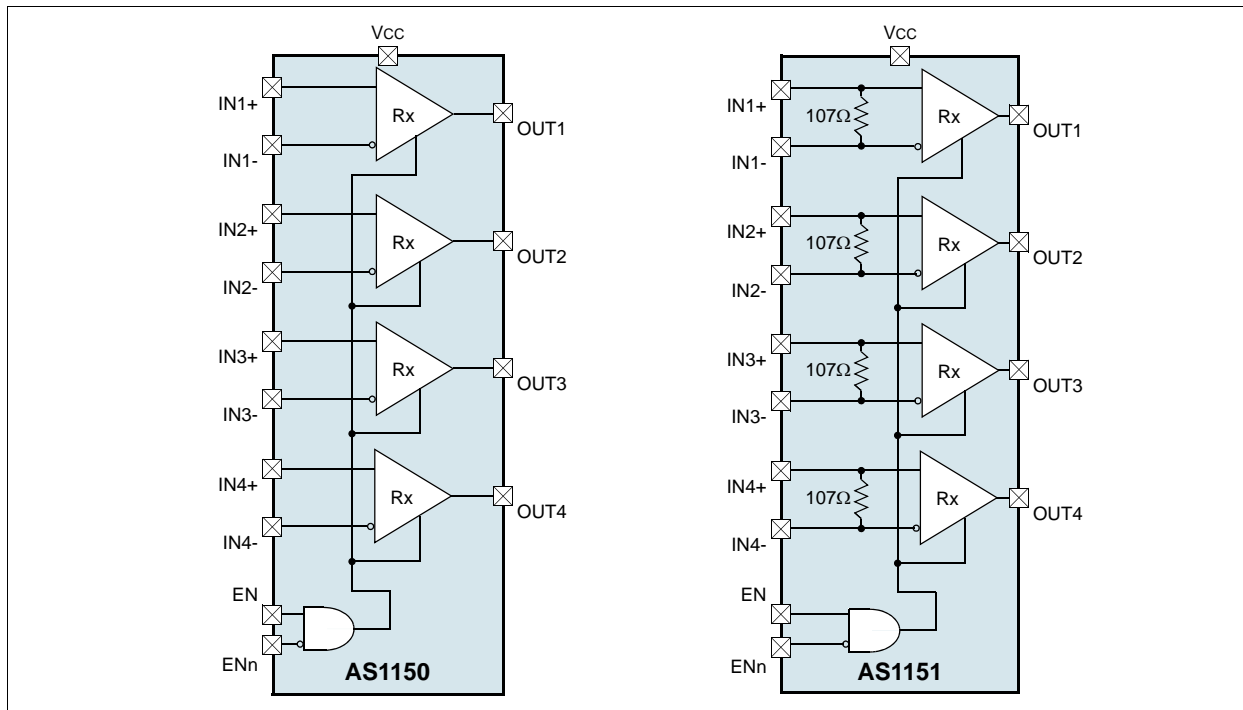 VCC
IN1+
Rx
OUT1
IN1-
IN2+
Rx
OUT2
IN2-
IN3+
Rx
OUT3
IN3-
IN4+
Rx
OUT4
IN4-
EN
ENn
AS1150
VCC
IN1+
107Ω
Rx
OUT1
IN1-
IN2+
107Ω
Rx
OUT2
IN2-
IN3+
107Ω
Rx
OUT3
IN3-
IN4+
107Ω
Rx
OUT4
IN4-
EN
ENn
AS1151